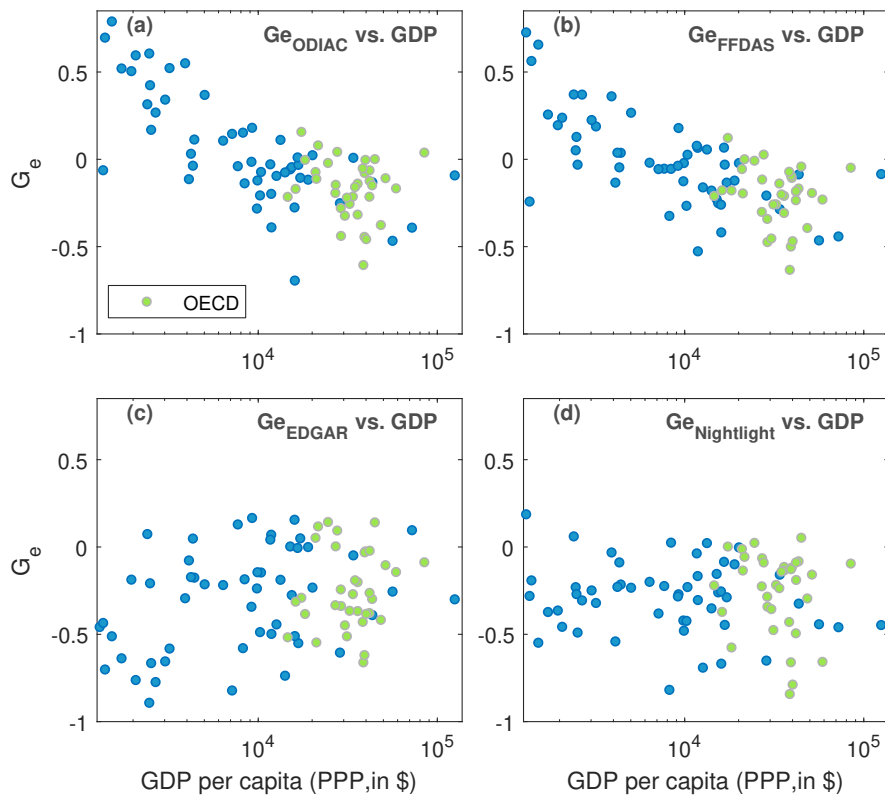 (a)
Ge_ODIAC vs. GDP
(b)
Ge_FFDAS vs. GDP
G_e
0.5
0
-0.5
-1
0.5
0
-0.5
-1
OECD
10^4
10^5
10^4
10^5
(c)
Ge_EDGAR vs. GDP
(d)
Ge_Nightlight vs. GDP
G_e
0.5
0
-0.5
-1
0.5
0
-0.5
-1
10^4
10^5
10^4
10^5
GDP per capita (PPP,in $)
GDP per capita (PPP,in $)